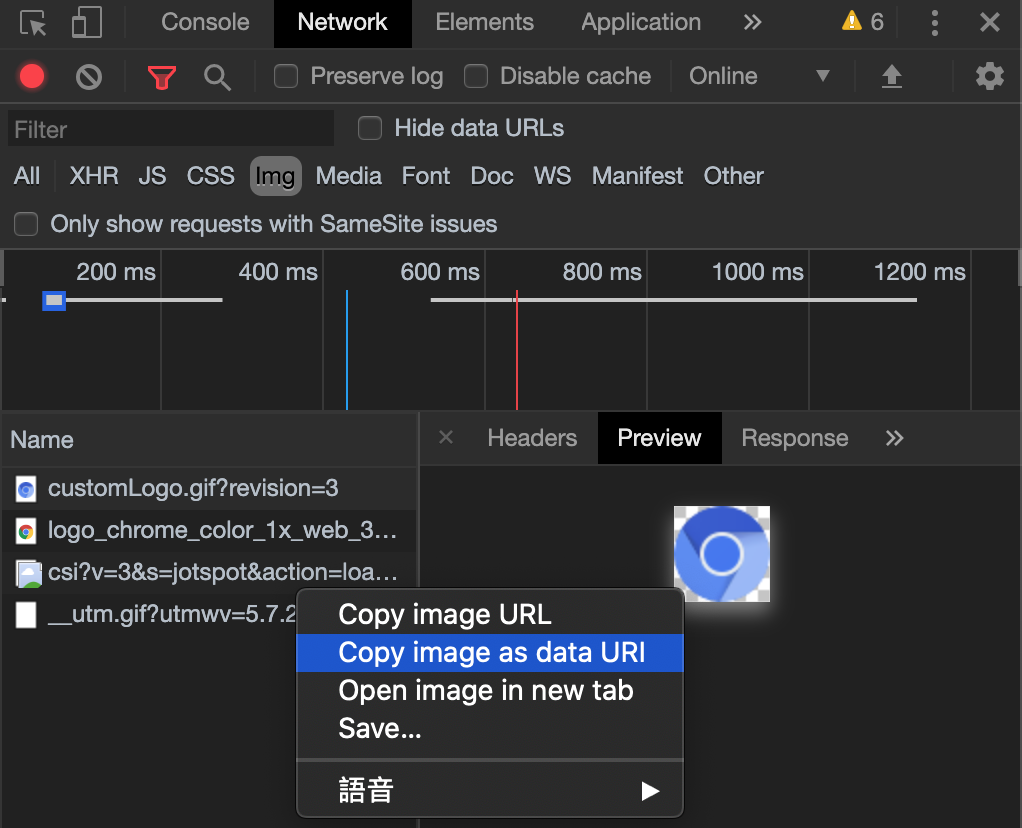 Console Network Elements Application » 6
Preserve log Disable cache Online
Filter Hide data URLs
All XHR JS CSS Img Media Font Doc WS Manifest Other
Only show requests with SameSite issues
200 ms 400 ms 600 ms 800 ms 1000 ms 1200 ms
Name
Headers Preview Response »
customLogo.gif?revision=3
logo_chrome_color_1x_web_3...
csi?v=3&s=jotspot&action=loa...
__utm.gif?utmwv=5.7.2
Copy image URL
Copy image as data URI
Open image in new tab
Save...
語音